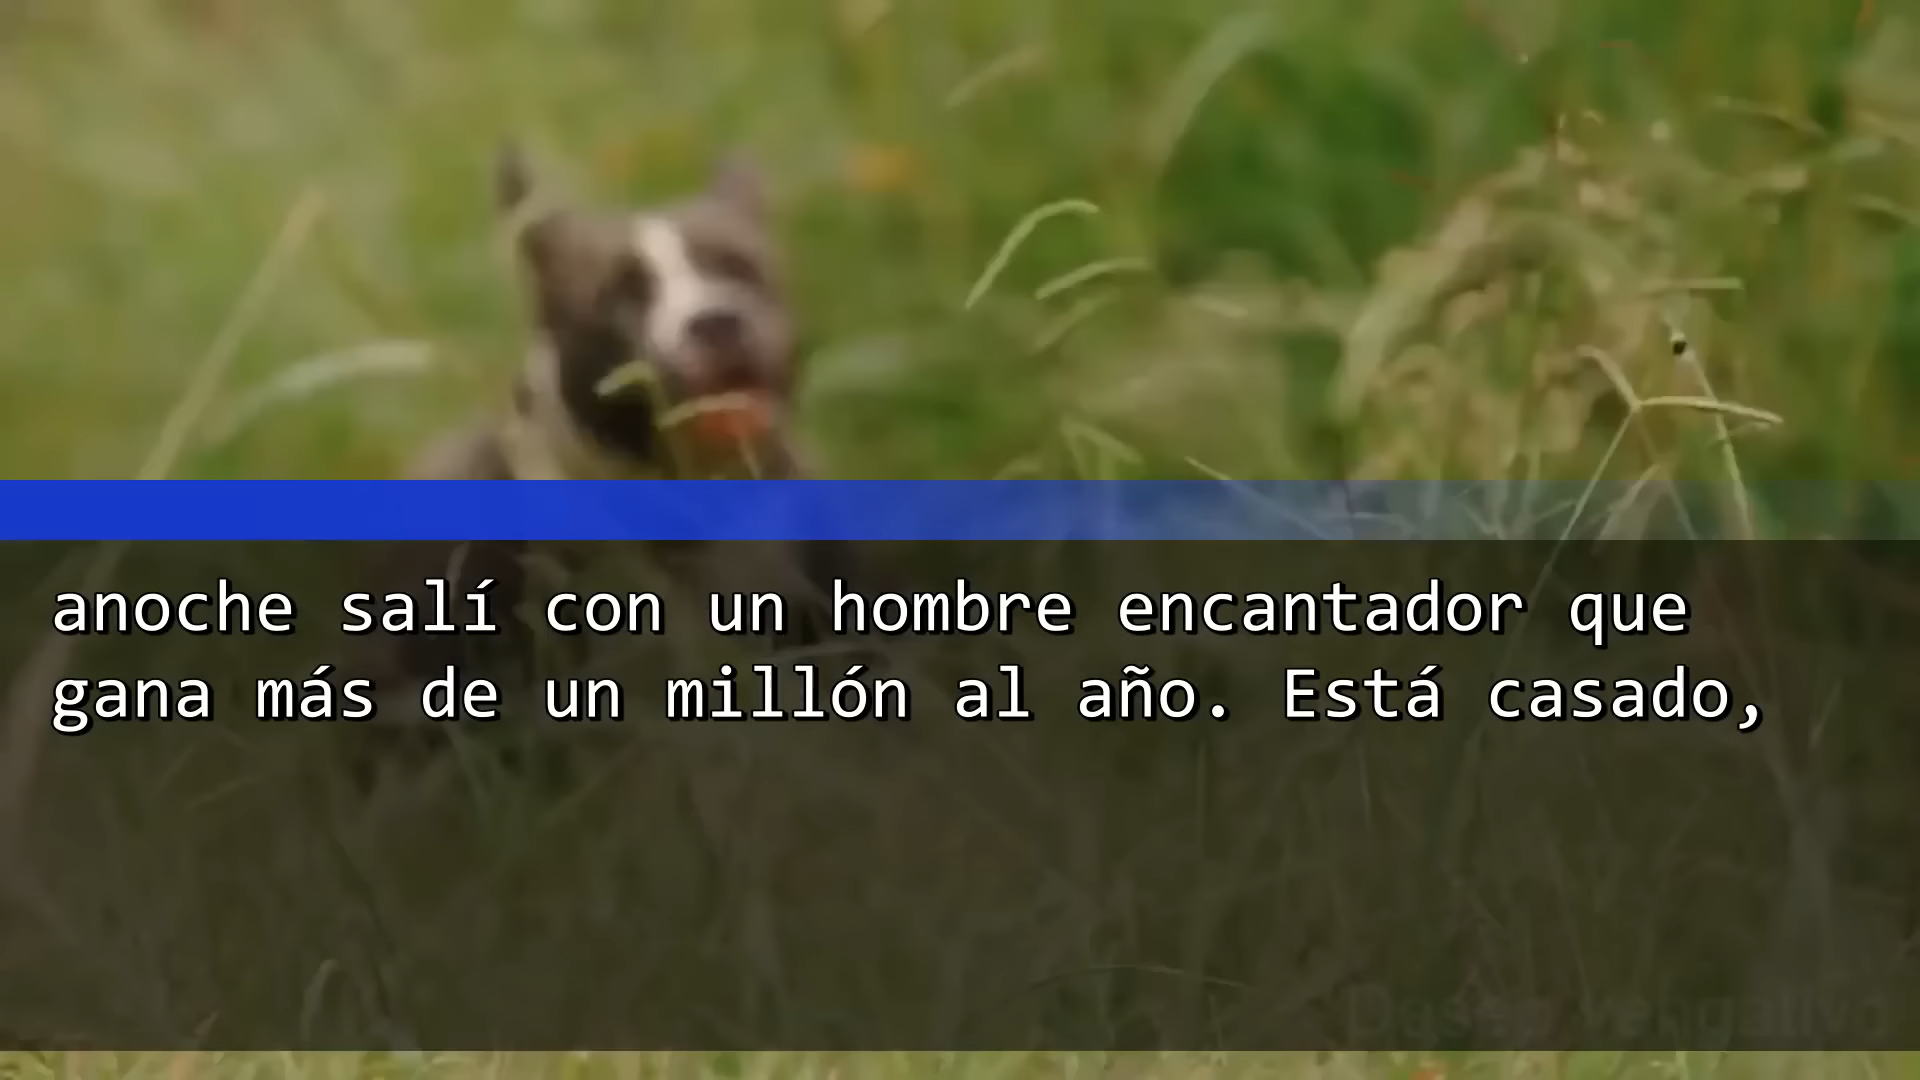 anoche salí con un hombre encantador que
gana más de un millón al año. Está casado,